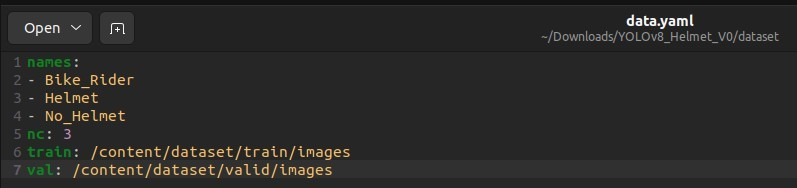 Open
data.yaml
~/Downloads/YOLOv8_Helmet_V0/dataset
1 names:
2 - Bike_Rider
3 - Helmet
4 - No_Helmet
5 nc: 3
6 train: /content/dataset/train/images
7 val: /content/dataset/valid/images